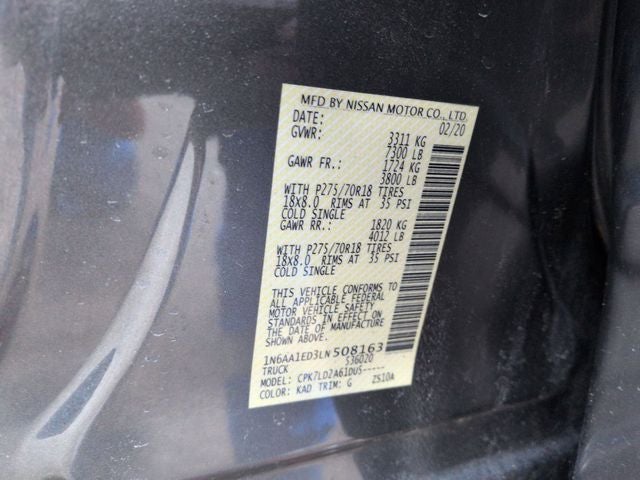 MFD BY NISSAN MOTOR CO., LTD.
DATE: 02/20
GVWR: 3311 KG
7300 LB
GAWR FR.: 1724 KG
3800 LB
WITH P275/70R18 TIRES
18x8.0 RIMS AT 35 PSI
COLD SINGLE
GAWR RR.: 1820 KG
4012 LB
WITH P275/70R18 TIRES
18x8.0 RIMS AT 35 PSI
COLD SINGLE
THIS VEHICLE CONFORMS TO
ALL APPLICABLE FEDERAL
MOTOR VEHICLE SAFETY
STANDARDS IN EFFECT ON
THE DATE OF MANUFACTURE
SHOWN ABOVE.
1N6AA1ED3LN508163
TRUCK S36020
MODEL: CPK7LD2A61DUS-----
COLOR: KAD TRIM: G ZS10A